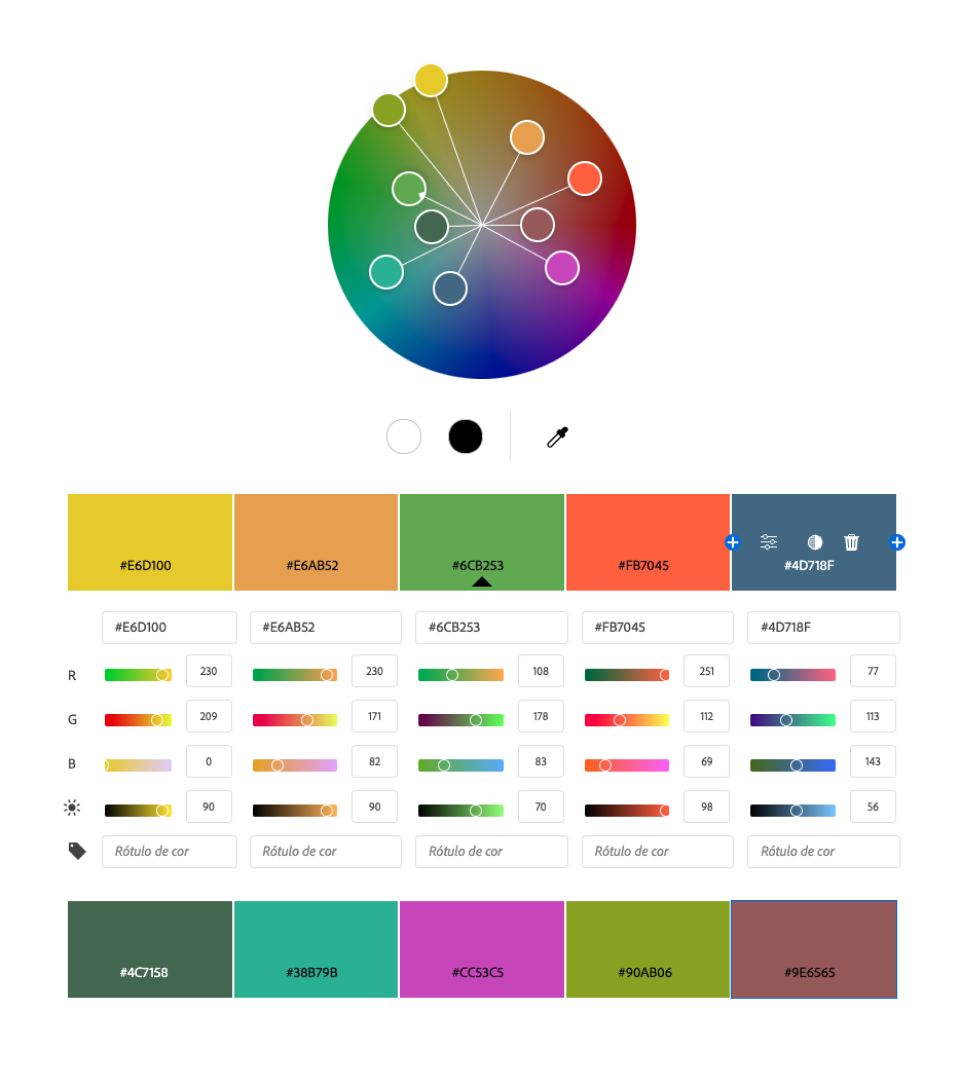 #E6D100 #E6AB52 #6CB253 #FB7045 #4D718F
#E6D100 #E6AB52 #6CB253 #FB7045 #4D718F
R 230 230 108 251 77
G 209 171 178 112 113
B 0 82 83 69 143
90 90 70 98 56
Rótulo de cor Rótulo de cor Rótulo de cor Rótulo de cor Rótulo de cor
#4C7158 #38B79B #CC53C5 #90AB06 #9E6565